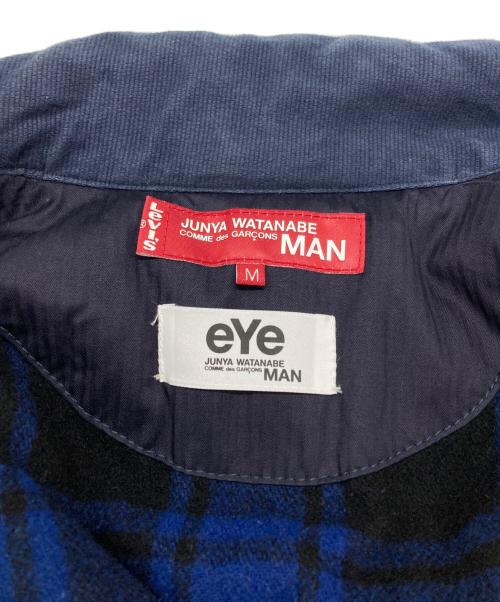 LEVI'S®
JUNYA WATANABE
COMME des GARÇONS MAN
M
eYe
JUNYA WATANABE
COMME des GARÇONS MAN